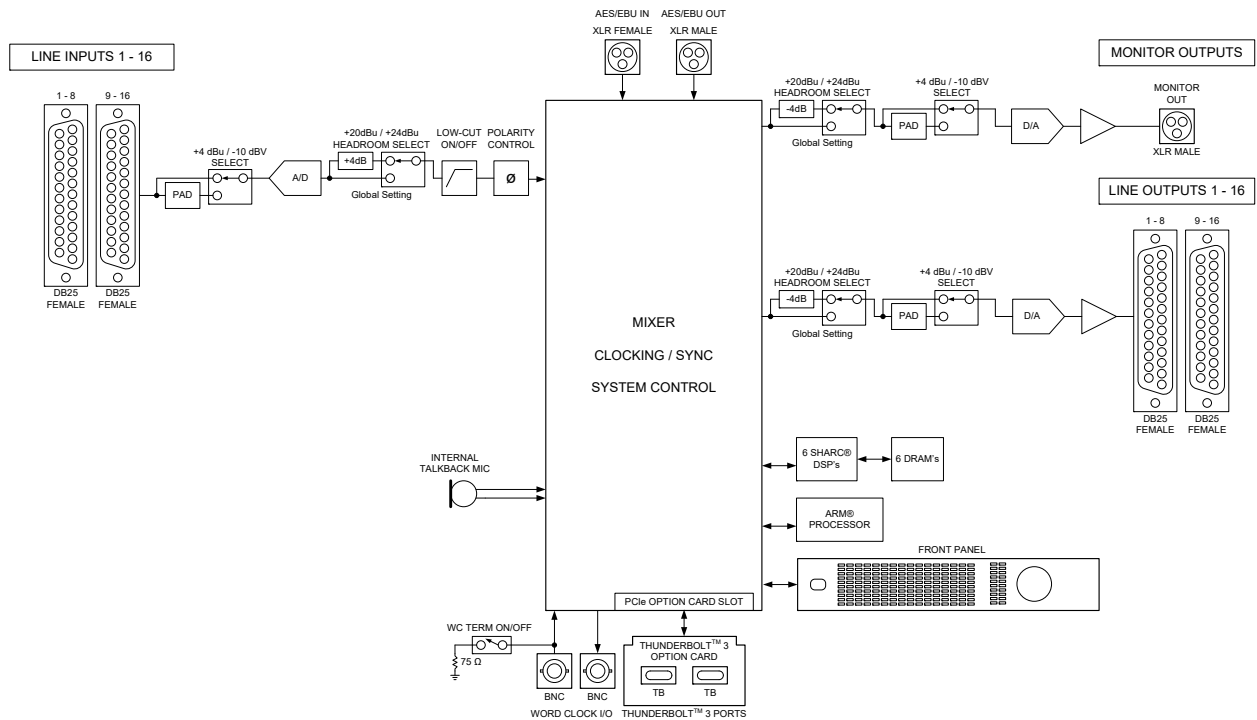 AES/EBU IN
XLR FEMALE
AES/EBU OUT
XLR MALE
LINE INPUTS 1 - 16
1 - 8
9 - 16
DB25
FEMALE
DB25
FEMALE
+4 dBu / -10 dBV
SELECT
PAD
A/D
+20dBu / +24dBu
HEADROOM SELECT
+4dB
Global Setting
LOW-CUT
ON/OFF
POLARITY
CONTROL
Ø
MIXER
CLOCKING / SYNC
SYSTEM CONTROL
MONITOR OUTPUTS
+20dBu / +24dBu
HEADROOM SELECT
-4dB
Global Setting
+4 dBu / -10 dBV
SELECT
PAD
D/A
MONITOR
OUT
XLR MALE
LINE OUTPUTS 1 - 16
1 - 8
9 - 16
+20dBu / +24dBu
HEADROOM SELECT
-4dB
Global Setting
+4 dBu / -10 dBV
SELECT
PAD
D/A
DB25
FEMALE
DB25
FEMALE
INTERNAL
TALKBACK MIC
6 SHARC®
DSP's
6 DRAM's
ARM®
PROCESSOR
FRONT PANEL
PCIe OPTION CARD SLOT
WC TERM ON/OFF
75 Ω
BNC
BNC
WORD CLOCK I/O
THUNDERBOLT™ 3
OPTION CARD
TB
TB
THUNDERBOLT™ 3 PORTS